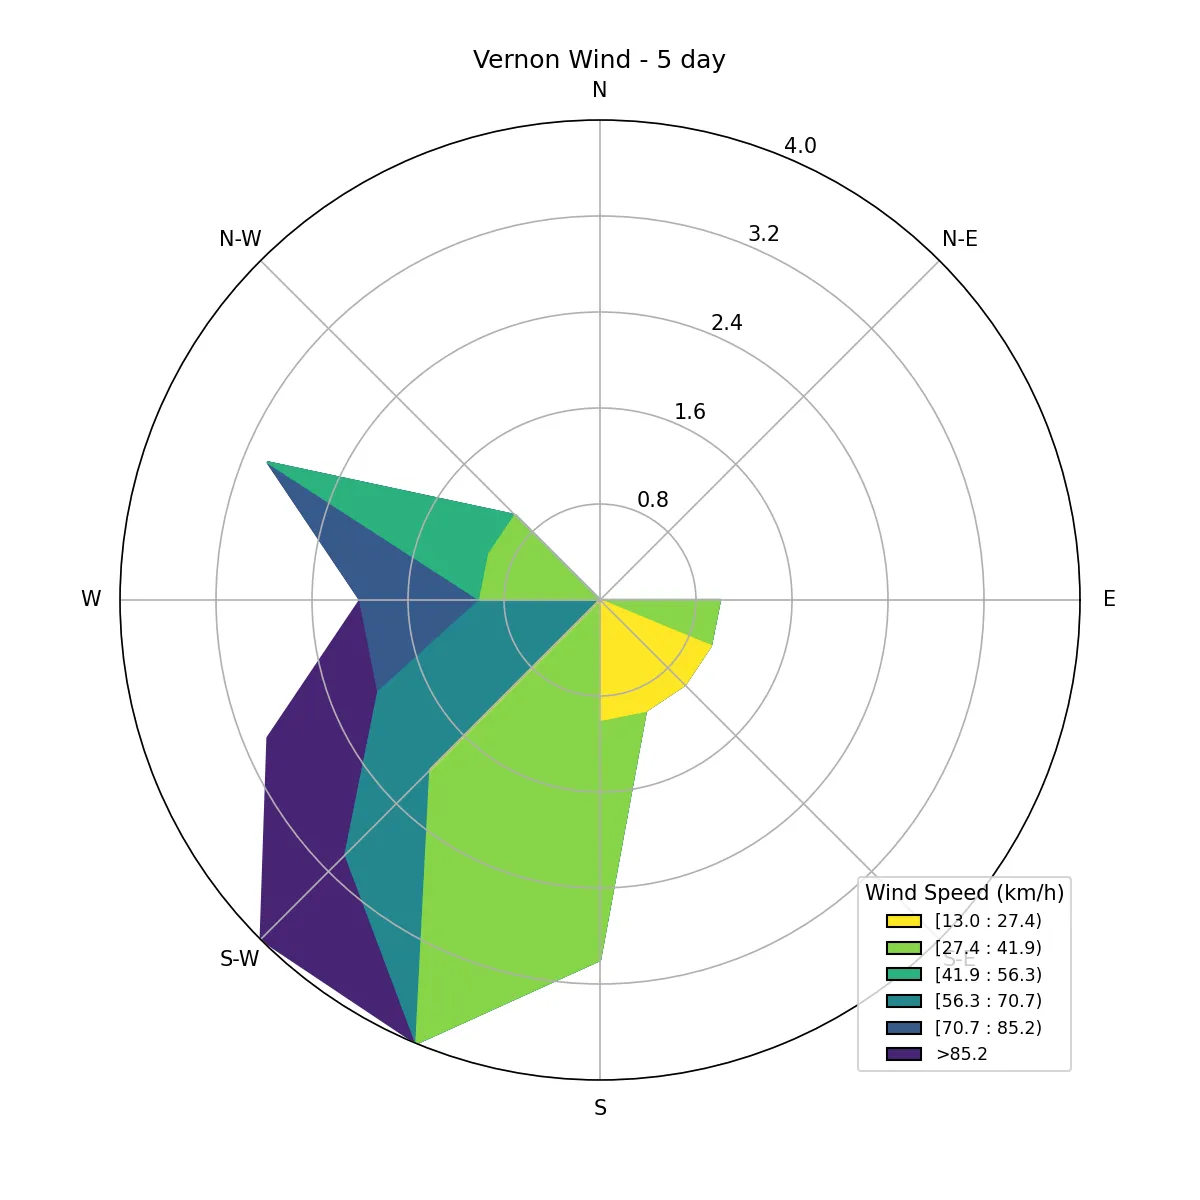 Vernon Wind - 5 day
N
4.0
N-W
3.2
N-E
2.4
1.6
0.8
W
E
Wind Speed (km/h)
[13.0 : 27.4)
[27.4 : 41.9)
S-W
S-E
[41.9 : 56.3)
[56.3 : 70.7)
[70.7 : 85.2)
>85.2
S